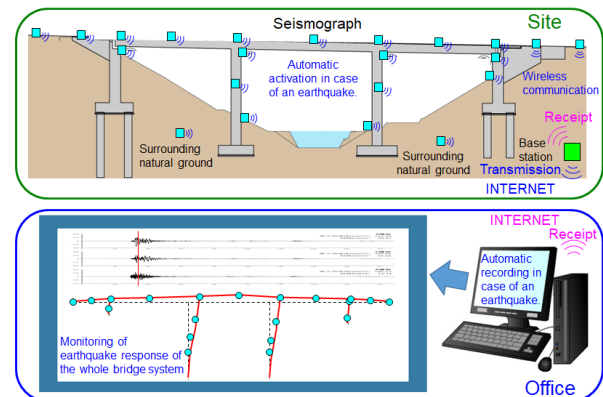 Seismograph
Site
Automatic
activation in case
of an earthquake.
Wireless
communication
Receipt
Surrounding
natural ground
Surrounding
natural ground
Base
station
Transmission
INTERNET
INTERNET
Receipt
Automatic
recording in
case of an
earthquake.
Monitoring of
earthquake response of
the whole bridge system
Office